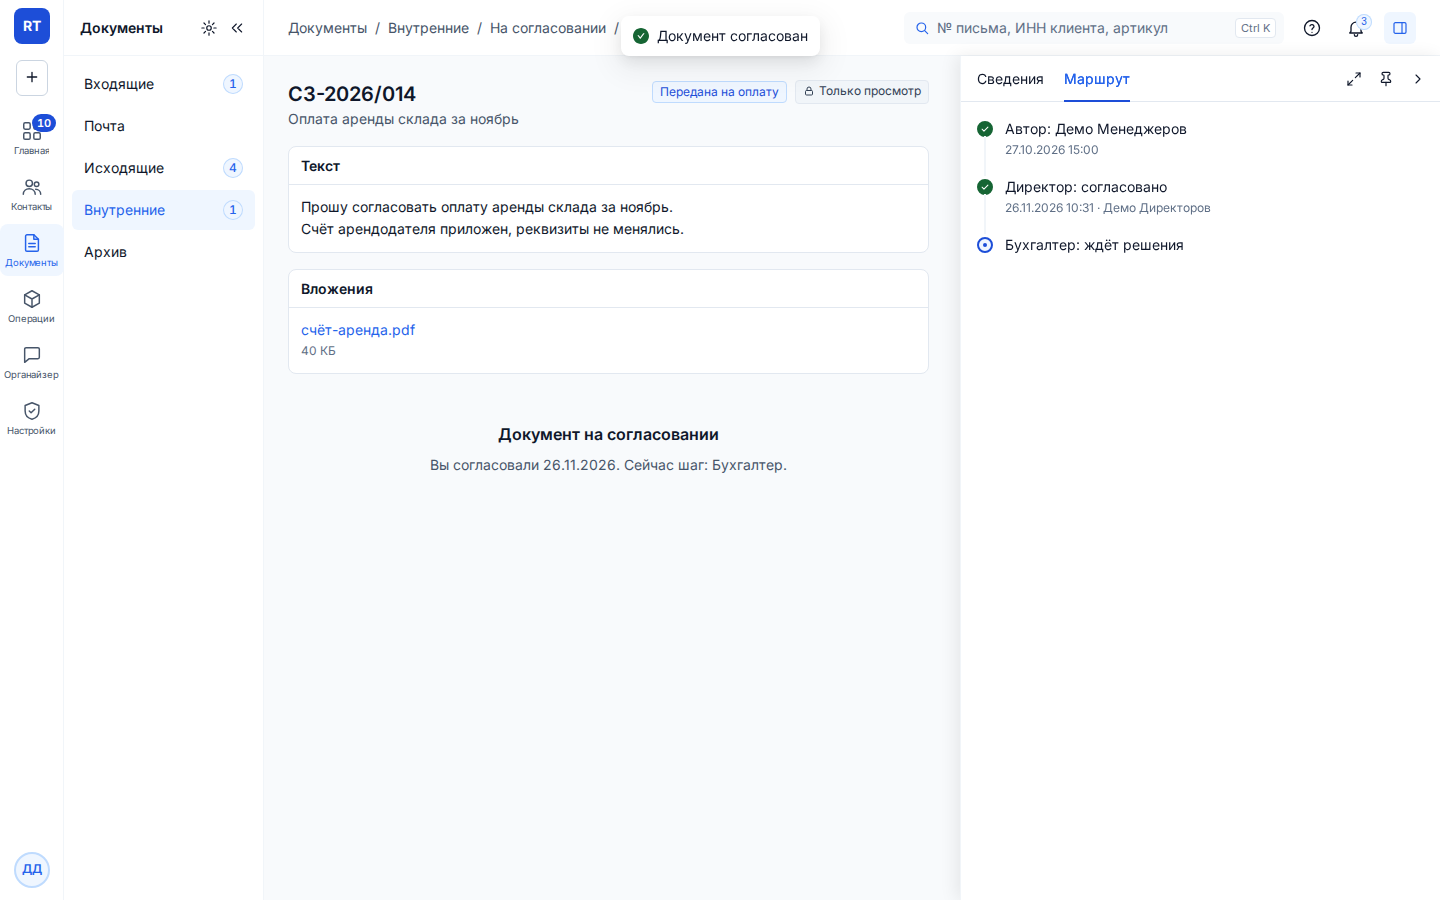 RT
10
Главная
Контакты
Документы
Операции
Органайзер
Настройки
ДД
Документы
Входящие 1
Почта
Исходящие 4
Внутренние 1
Архив
Документы / Внутренние / На согласовании /
Документ согласован
№ письма, ИНН клиента, артикул
Ctrl K
3
СЗ-2026/014
Передана на оплату
Только просмотр
Оплата аренды склада за ноябрь
Текст
Прошу согласовать оплату аренды склада за ноябрь.
Счёт арендодателя приложен, реквизиты не менялись.
Вложения
счёт-аренда.pdf
40 КБ
Документ на согласовании
Вы согласовали 26.11.2026. Сейчас шаг: Бухгалтер.
Сведения
Маршрут
Автор: Демо Менеджеров
27.10.2026 15:00
Директор: согласовано
26.11.2026 10:31 · Демо Директоров
Бухгалтер: ждёт решения